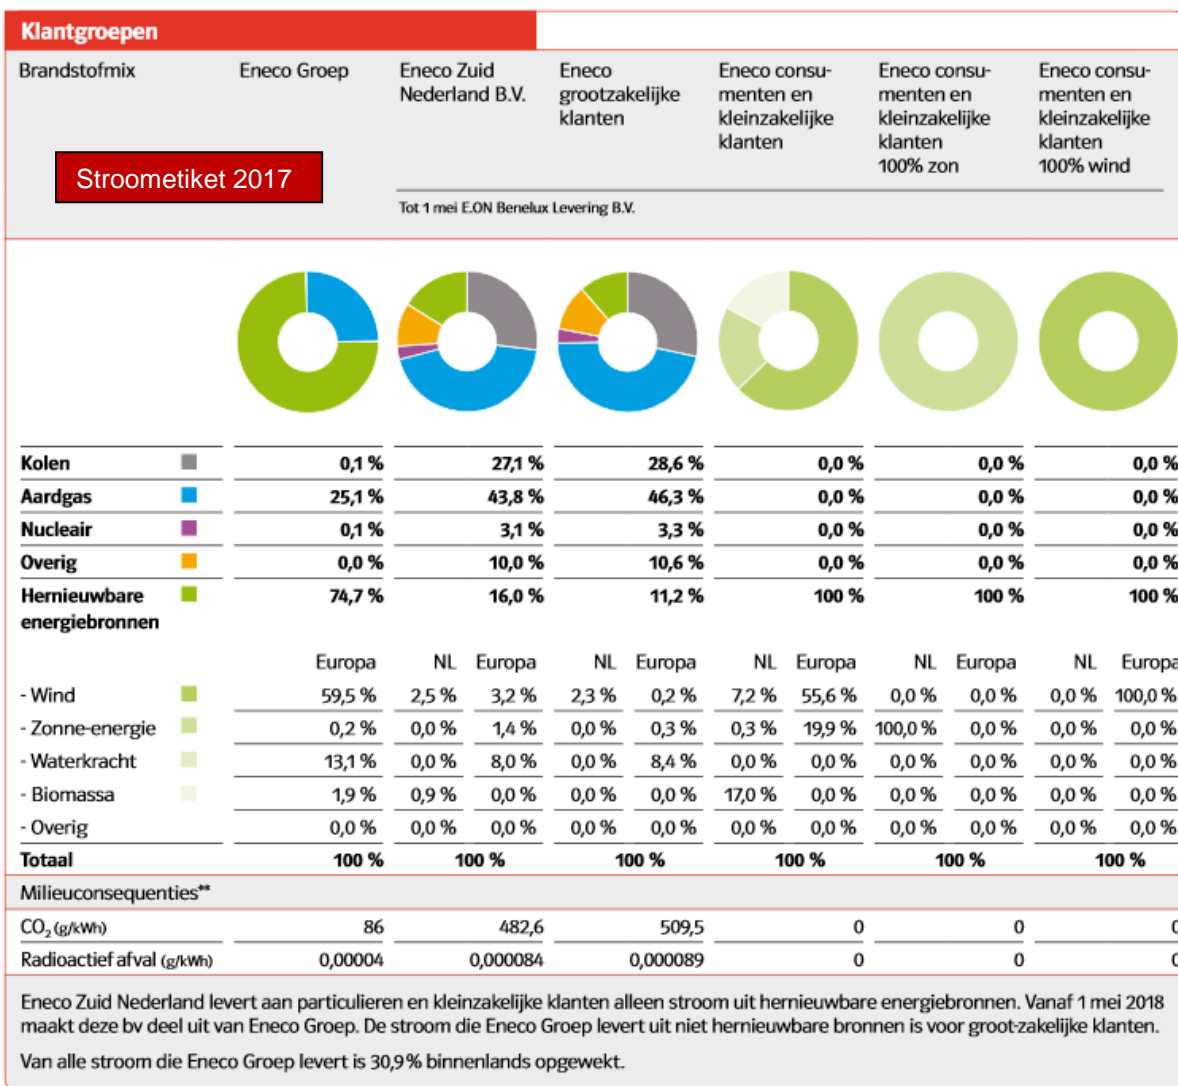 Klantgroepen
Brandstofmix
Eneco Groep
Eneco Zuid
Nederland B.V.
Eneco
grootzakelijke
klanten
Eneco consu-
menten en
kleinzakelijke
klanten
Eneco consu-
menten en
kleinzakelijke
klanten
100% zon
Eneco consu-
menten en
kleinzakelijke
klanten
100% wind
Stroometiket 2017
Tot 1 mei E.ON Benelux Levering B.V.
Kolen 0,1 % 27,1 % 28,6 % 0,0 % 0,0 % 0,0 %
Aardgas 25,1 % 43,8 % 46,3 % 0,0 % 0,0 % 0,0 %
Nucleair 0,1 % 3,1 % 3,3 % 0,0 % 0,0 % 0,0 %
Overig 0,0 % 10,0 % 10,6 % 0,0 % 0,0 % 0,0 %
Hernieuwbare 74,7 % 16,0 % 11,2 % 100 % 100 % 100 %
energiebronnen
Europa NL Europa NL Europa NL Europa NL Europa NL Europa
- Wind 59,5 % 2,5 % 3,2 % 2,3 % 0,2 % 7,2 % 55,6 % 0,0 % 0,0 % 0,0 % 100,0 %
- Zonne-energie 0,2 % 0,0 % 1,4 % 0,0 % 0,3 % 0,3 % 19,9 % 100,0 % 0,0 % 0,0 % 0,0 %
- Waterkracht 13,1 % 0,0 % 8,0 % 0,0 % 8,4 % 0,0 % 0,0 % 0,0 % 0,0 % 0,0 % 0,0 %
- Biomassa 1,9 % 0,9 % 0,0 % 0,0 % 0,0 % 17,0 % 0,0 % 0,0 % 0,0 % 0,0 % 0,0 %
- Overig 0,0 % 0,0 % 0,0 % 0,0 % 0,0 % 0,0 % 0,0 % 0,0 % 0,0 % 0,0 % 0,0 %
Totaal 100 % 100 % 100 % 100 % 100 % 100 %
Milieuconsequenties**
CO₂ (g/kWh) 86 482,6 509,5 0 0 0
Radioactief afval (g/kWh) 0,00004 0,000084 0,000089 0 0 0
Eneco Zuid Nederland levert aan particulieren en kleinzakelijke klanten alleen stroom uit hernieuwbare energiebronnen. Vanaf 1 mei 2018
maakt deze bv deel uit van Eneco Groep. De stroom die Eneco Groep levert uit niet hernieuwbare bronnen is voor groot-zakelijke klanten.
Van alle stroom die Eneco Groep levert is 30,9% binnenlands opgewekt.